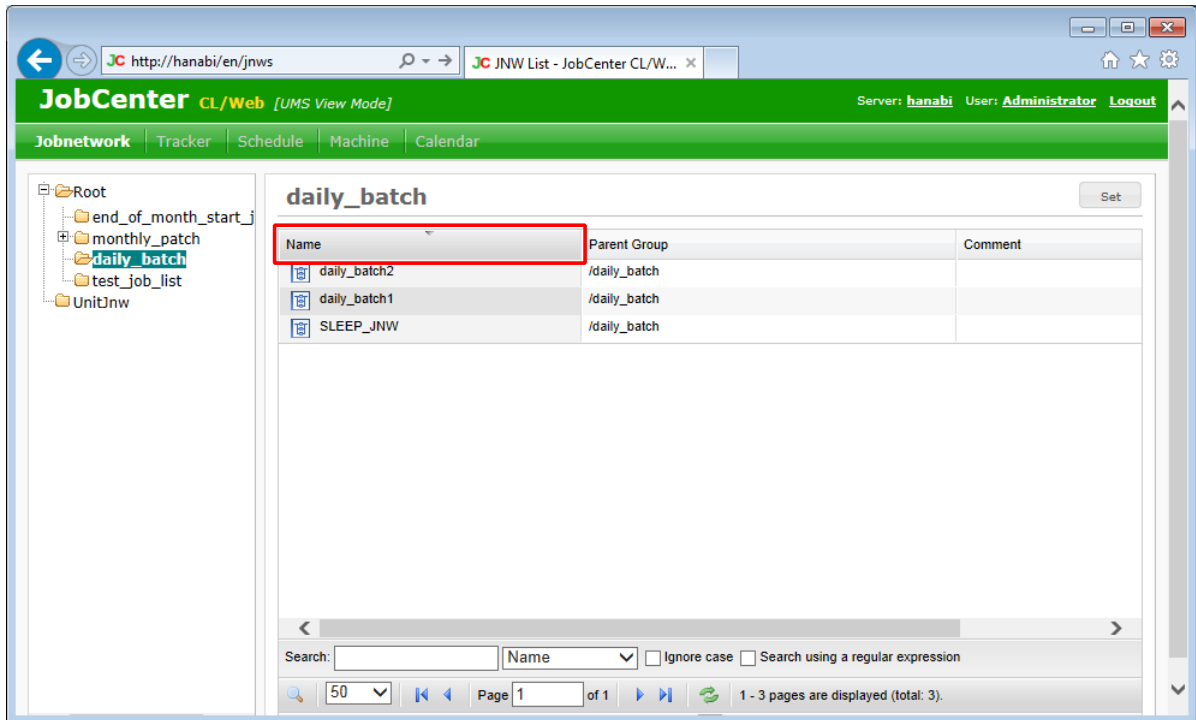 JC http://hanabi/en/jnws
JC JNW List - JobCenter CL/W...
JobCenter CL/Web [UMS View Mode]
Server: hanabi User: Administrator Logout
Jobnetwork Tracker Schedule Machine Calendar
Root
end_of_month_start_j
monthly_patch
daily_batch
test_job_list
UnitJnw
daily_batch
Set
Name Parent Group Comment
daily_batch2 /daily_batch
daily_batch1 /daily_batch
SLEEP_JNW /daily_batch
Search: Name Ignore case Search using a regular expression
50 Page 1 of 1 1 - 3 pages are displayed (total: 3).